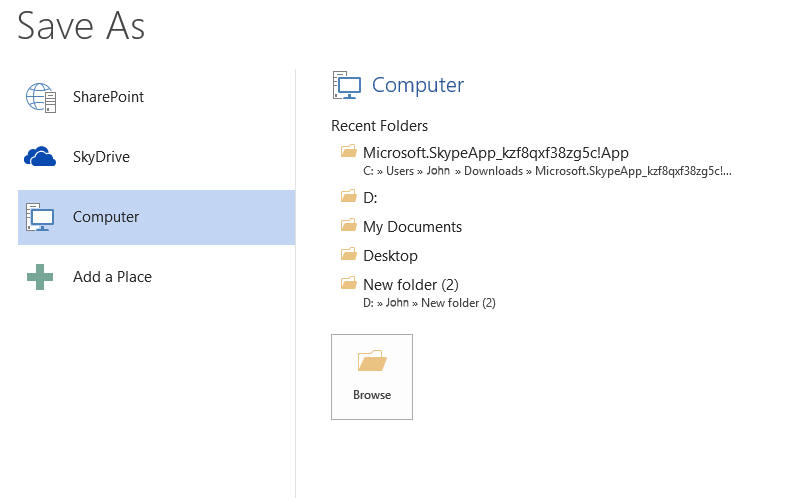 Save As
SharePoint
SkyDrive
Computer
Add a Place
Computer
Recent Folders
Microsoft.SkypeApp_kzf8qxf38zg5c!App
C: » Users » John » Downloads » Microsoft.SkypeApp_kzf8qxf38zg5c!...
D:
My Documents
Desktop
New folder (2)
D: » John » New folder (2)
Browse